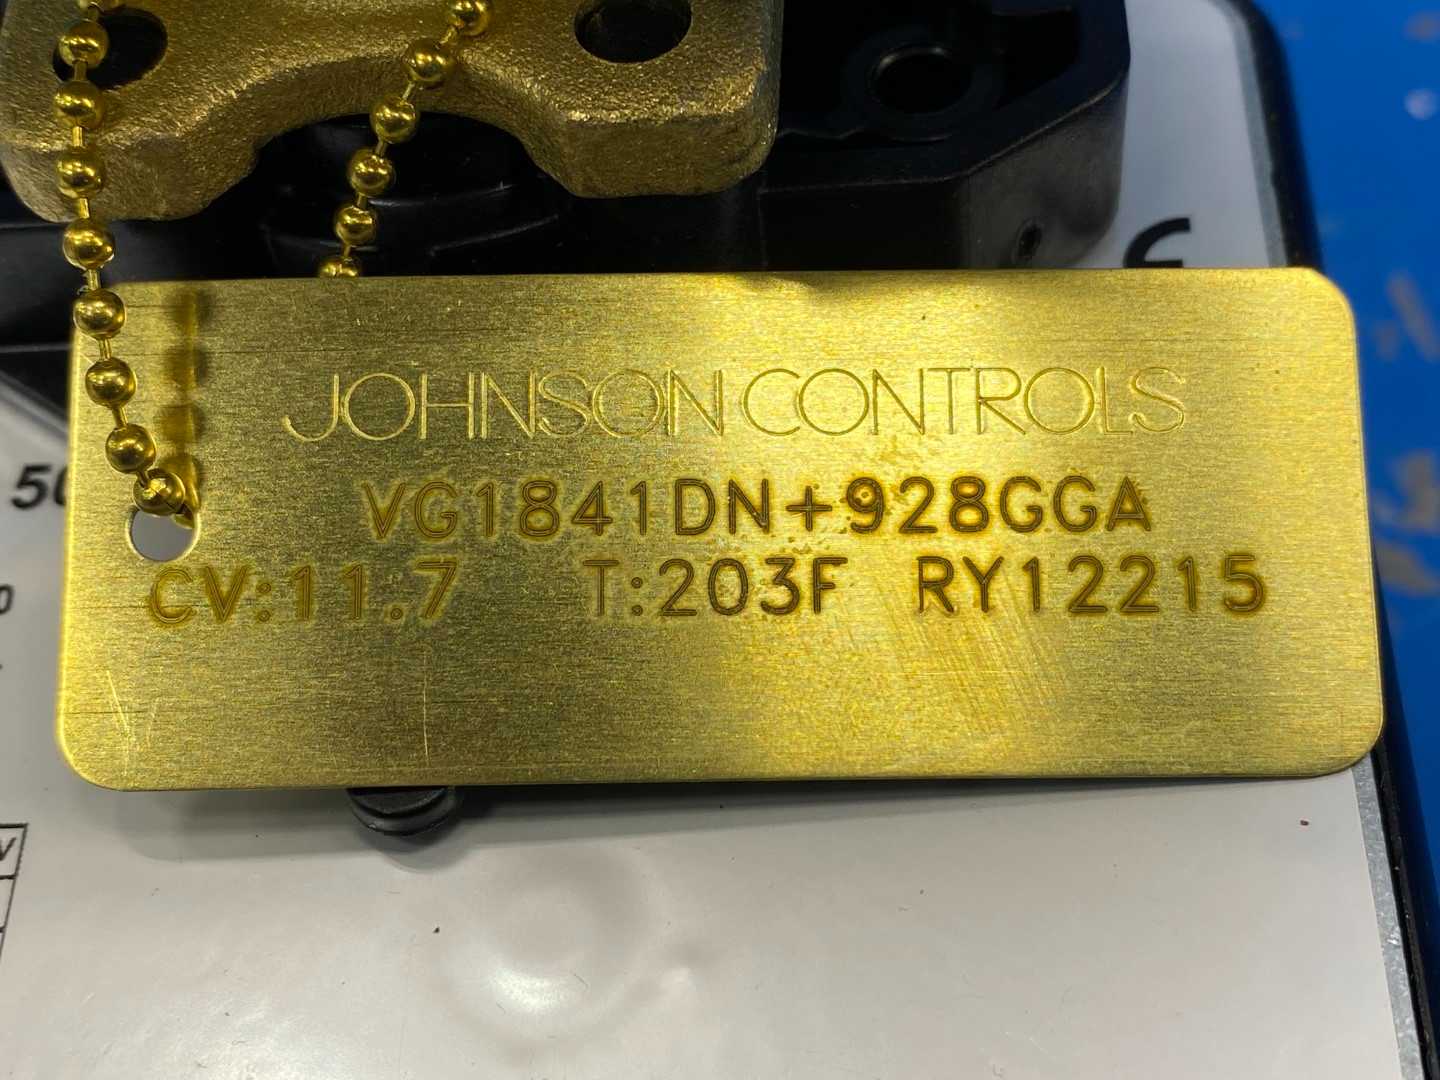 JOHNSON CONTROLS
VG1841DN+928GGA
CV:11.7 T:203F RY12215